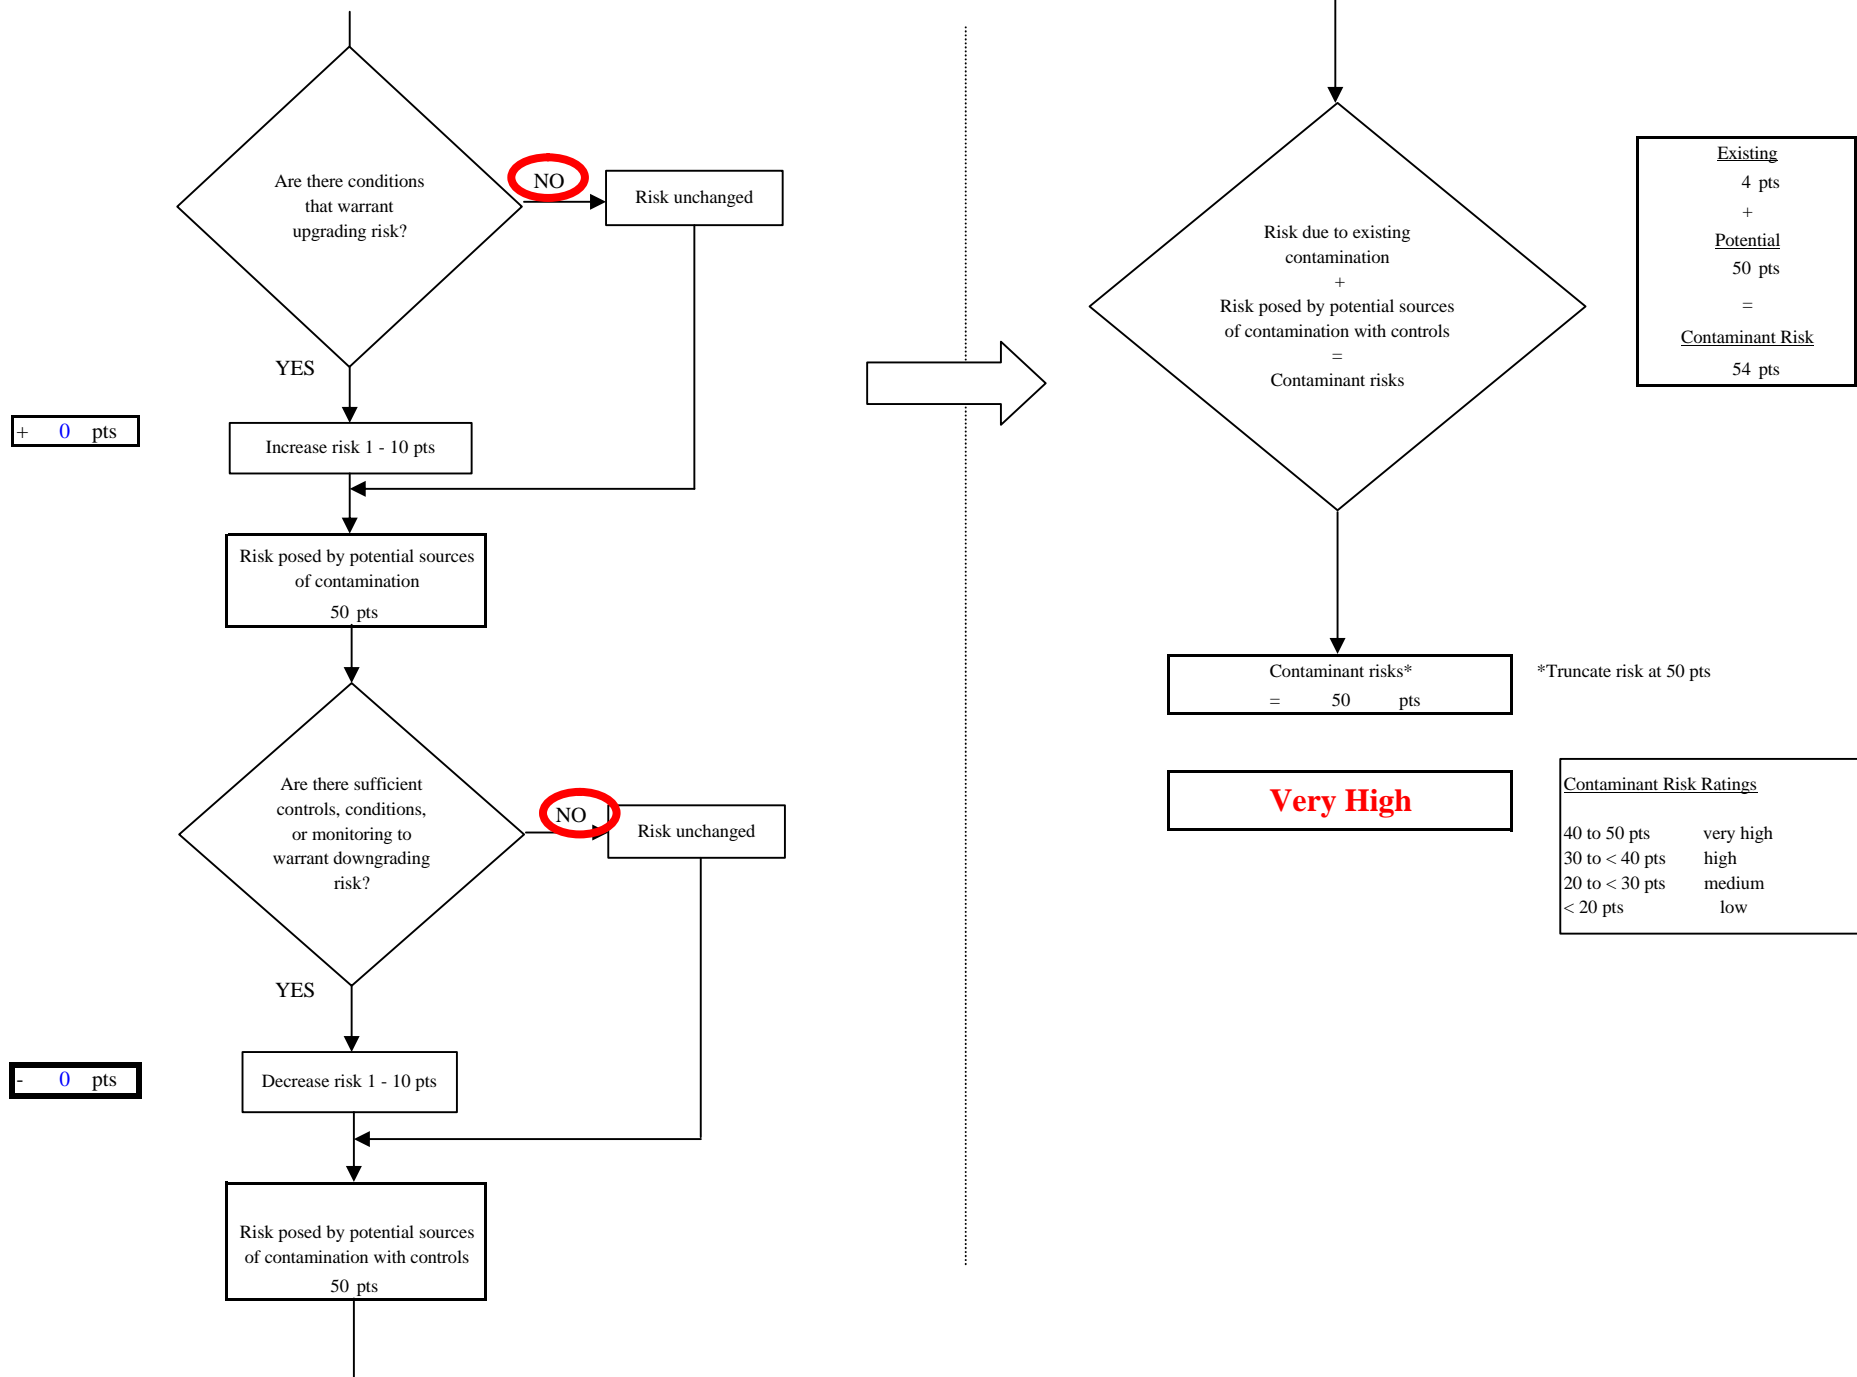 Are there conditions
that warrant
upgrading risk?
NO
Risk unchanged
YES
+ 0 pts
Increase risk 1 - 10 pts
Risk posed by potential sources
of contamination
50 pts
Are there sufficient
controls, conditions,
or monitoring to
warrant downgrading
risk?
NO
Risk unchanged
YES
- 0 pts
Decrease risk 1 - 10 pts
Risk posed by potential sources
of contamination with controls
50 pts
Risk due to existing
contamination
+
Risk posed by potential sources
of contamination with controls
=
Contaminant risks
Existing
4 pts
+
Potential
50 pts
=
Contaminant Risk
54 pts
Contaminant risks*
= 50 pts
*Truncate risk at 50 pts
Very High
Contaminant Risk Ratings
40 to 50 pts very high
30 to < 40 pts high
20 to < 30 pts medium
< 20 pts low